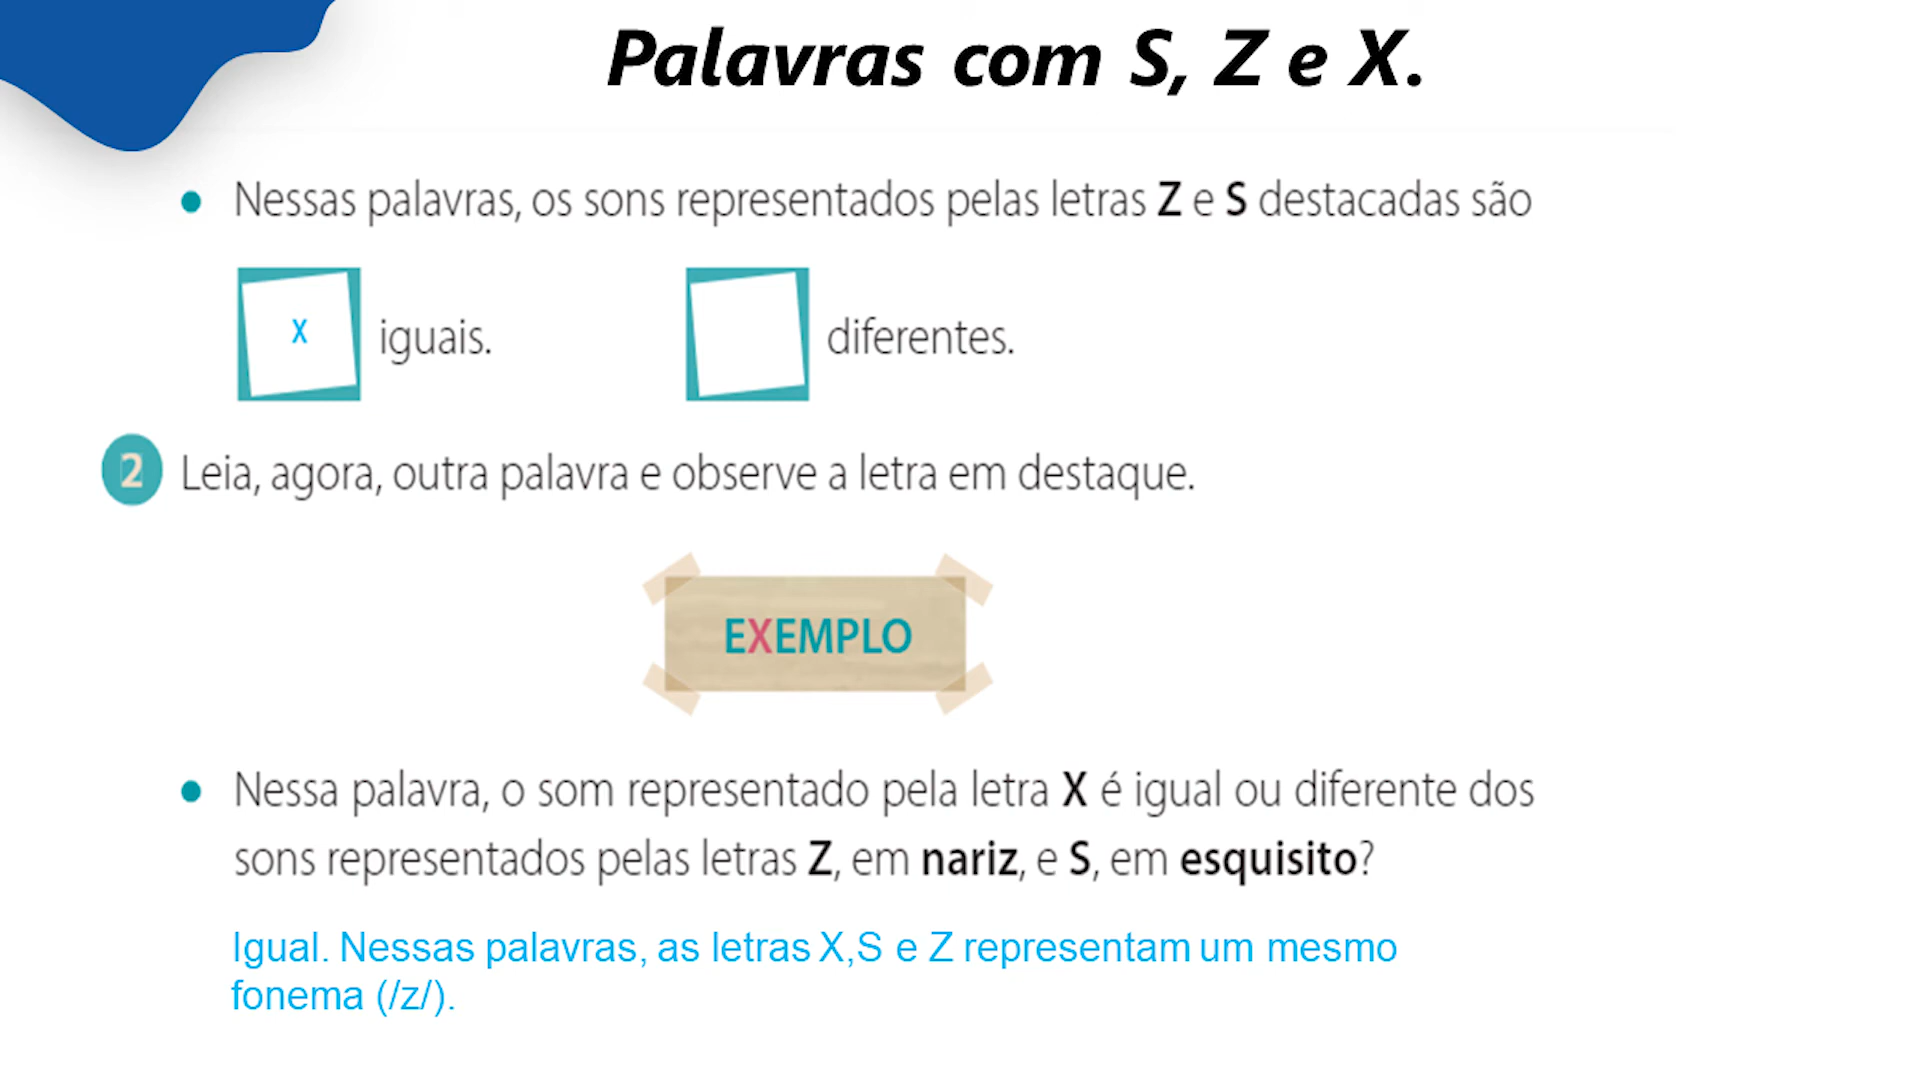 Palavras com S, Z e X.
• Nessas palavras, os sons representados pelas letras Z e S destacadas são
X iguais. diferentes.
2 Leia, agora, outra palavra e observe a letra em destaque.
EXEMPLO
• Nessa palavra, o som representado pela letra X é igual ou diferente dos
sons representados pelas letras Z, em nariz, e S, em esquisito?
Igual. Nessas palavras, as letras X,S e Z representam um mesmo
fonema (/z/).